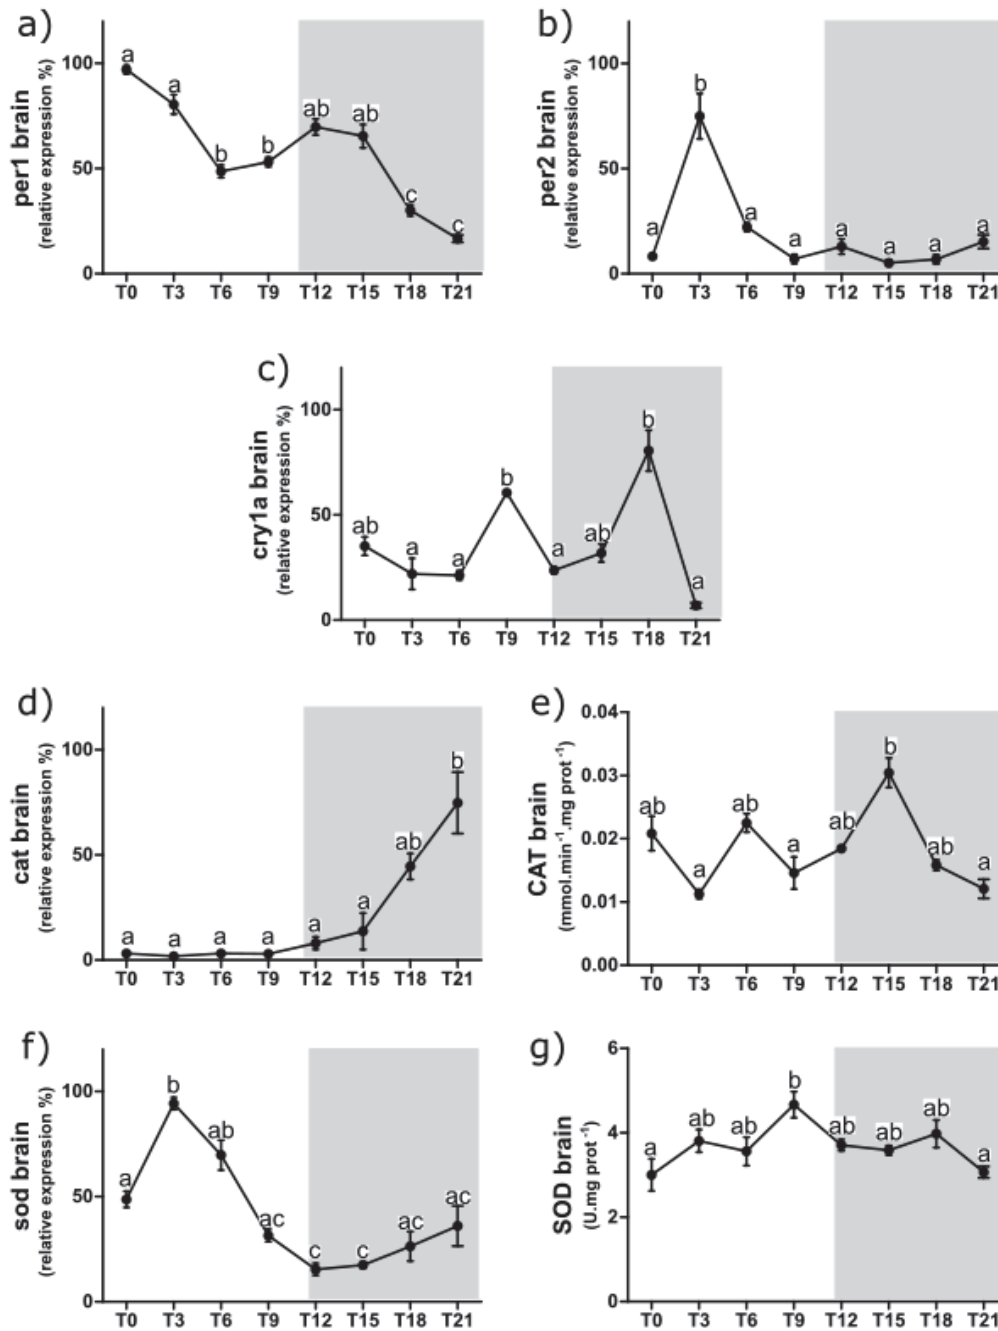 a)
per1 brain
(relative expression %)
100
50
0
a
a
b
b
ab
ab
c
c
T0 T3 T6 T9 T12 T15 T18 T21
b)
per2 brain
(relative expression %)
100
50
0
a
b
a
a
a
a
a
a
T0 T3 T6 T9 T12 T15 T18 T21
c)
cry1a brain
(relative expression %)
100
50
0
ab
a
a
b
a
ab
b
a
T0 T3 T6 T9 T12 T15 T18 T21
d)
cat brain
(relative expression %)
100
50
0
a
a
a
a
a
a
ab
b
T0 T3 T6 T9 T12 T15 T18 T21
e)
CAT brain
(mmol.min⁻¹.mg prot⁻¹)
0.04
0.03
0.02
0.01
0.00
ab
a
ab
a
ab
b
ab
a
T0 T3 T6 T9 T12 T15 T18 T21
f)
sod brain
(relative expression %)
100
50
0
a
b
ab
ac
c
c
ac
ac
T0 T3 T6 T9 T12 T15 T18 T21
g)
SOD brain
(U.mg prot⁻¹)
6
4
2
0
a
ab
ab
b
ab
ab
ab
a
T0 T3 T6 T9 T12 T15 T18 T21